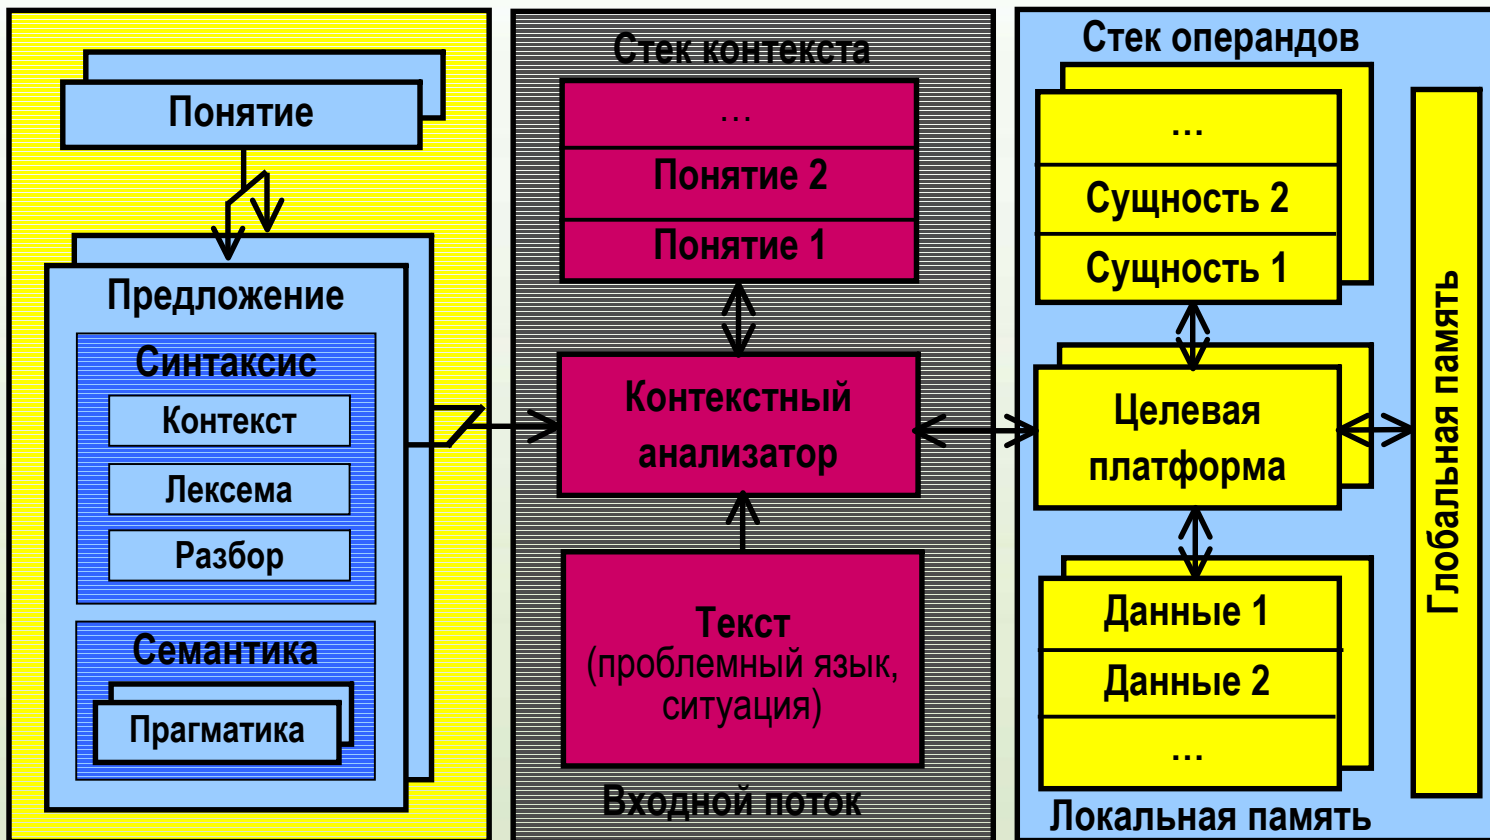 Понятие
Предложение
Синтаксис
Контекст
Лексема
Разбор
Семантика
Прагматика
Стек контекста
...
Понятие 2
Понятие 1
Контекстный
анализатор
Текст
(проблемный язык,
ситуация)
Входной поток
Стек операндов
...
Сущность 2
Сущность 1
Целевая
платформа
Данные 1
Данные 2
...
Локальная память
Глобальная память